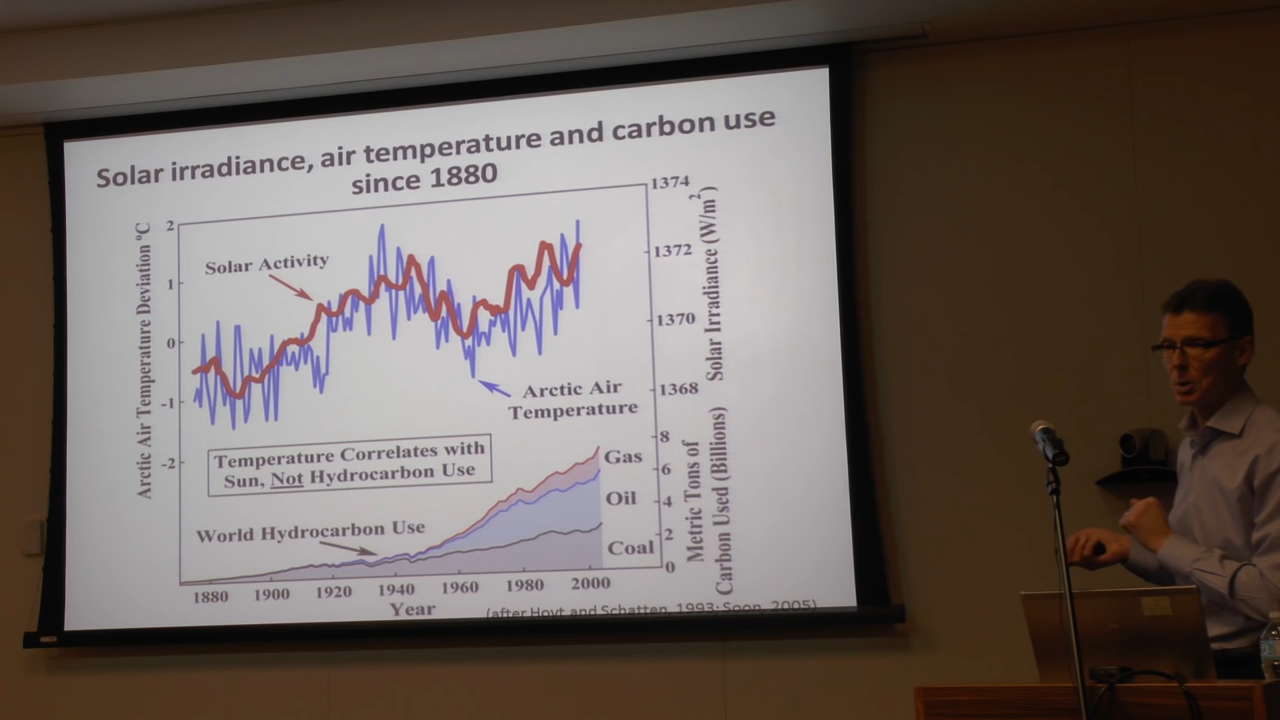 Solar irradiance, air temperature and carbon use
since 1880
Arctic Air Temperature Deviation ºC
2
1
0
-1
-2
Solar Activity
Arctic Air
Temperature
1374
1372
1370
1368
Solar Irradiance (W/m²)
Temperature Correlates with
Sun, Not Hydrocarbon Use
World Hydrocarbon Use
Gas
Oil
Coal
8
6
4
2
0
Metric Tons of
Carbon Used (Billions)
1880 1900 1920 1940 1960 1980 2000
Year
(after Hoyt and Schatten, 1993; Soon, 2005)